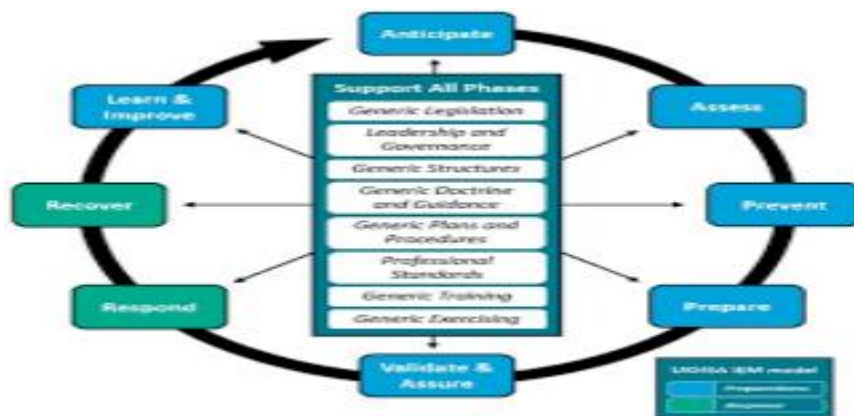 Anticipate
Support All Phases
Learn &
Improve
Generic Legislation
Assess
Leadership and
Governance
Generic Structures
Recover
Generic Doctrine
and Guidance
Prevent
Generic Plans and
Procedures
Professional
Standards
Respond
Generic Training
Prepare
Generic Exercising
Validate &
Assure
IEM model